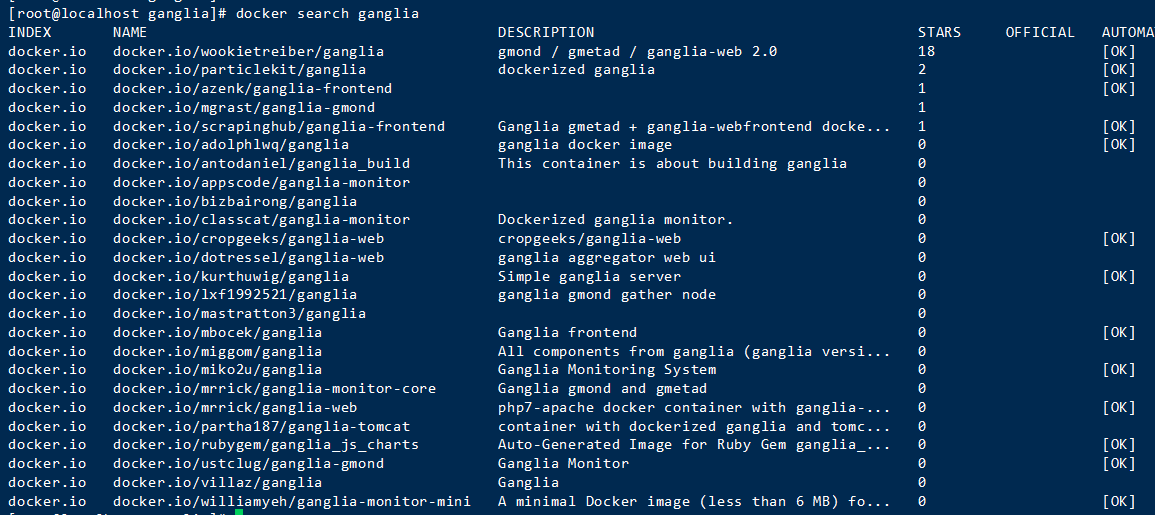 [root@localhost ganglia]# docker search ganglia
INDEX NAME DESCRIPTION STARS OFFICIAL AUTOMA
docker.io docker.io/wookietreiber/ganglia gmond / gmetad / ganglia-web 2.0 18 [OK]
docker.io docker.io/particlekit/ganglia dockerized ganglia 2 [OK]
docker.io docker.io/azenk/ganglia-frontend 1 [OK]
docker.io docker.io/mgrast/ganglia-gmond 1
docker.io docker.io/scrapinghub/ganglia-frontend Ganglia gmetad + ganglia-webfrontend docke... 1 [OK]
docker.io docker.io/adolphlwq/ganglia ganglia docker image 0 [OK]
docker.io docker.io/antodaniel/ganglia_build This container is about building ganglia 0
docker.io docker.io/appscode/ganglia-monitor 0
docker.io docker.io/bizbairong/ganglia 0
docker.io docker.io/classcat/ganglia-monitor Dockerized ganglia monitor. 0
docker.io docker.io/cropgeeks/ganglia-web cropgeeks/ganglia-web 0 [OK]
docker.io docker.io/dotressel/ganglia-web ganglia aggregator web ui 0
docker.io docker.io/kurthuwig/ganglia Simple ganglia server 0 [OK]
docker.io docker.io/lxf1992521/ganglia ganglia gmond gather node 0
docker.io docker.io/mastratton3/ganglia 0
docker.io docker.io/mbocek/ganglia Ganglia frontend 0 [OK]
docker.io docker.io/miggom/ganglia All components from ganglia (ganglia versi... 0
docker.io docker.io/miko2u/ganglia Ganglia Monitoring System 0 [OK]
docker.io docker.io/mrrick/ganglia-monitor-core Ganglia gmond and gmetad 0
docker.io docker.io/mrrick/ganglia-web php7-apache docker container with ganglia-... 0 [OK]
docker.io docker.io/partha187/ganglia-tomcat container with dockerized ganglia and tomc... 0
docker.io docker.io/rubygem/ganglia_js_charts Auto-Generated Image for Ruby Gem ganglia_... 0 [OK]
docker.io docker.io/ustclug/ganglia-gmond Ganglia Monitor 0 [OK]
docker.io docker.io/villaz/ganglia Ganglia 0
docker.io docker.io/williamyeh/ganglia-monitor-mini A minimal Docker image (less than 6 MB) fo... 0 [OK]